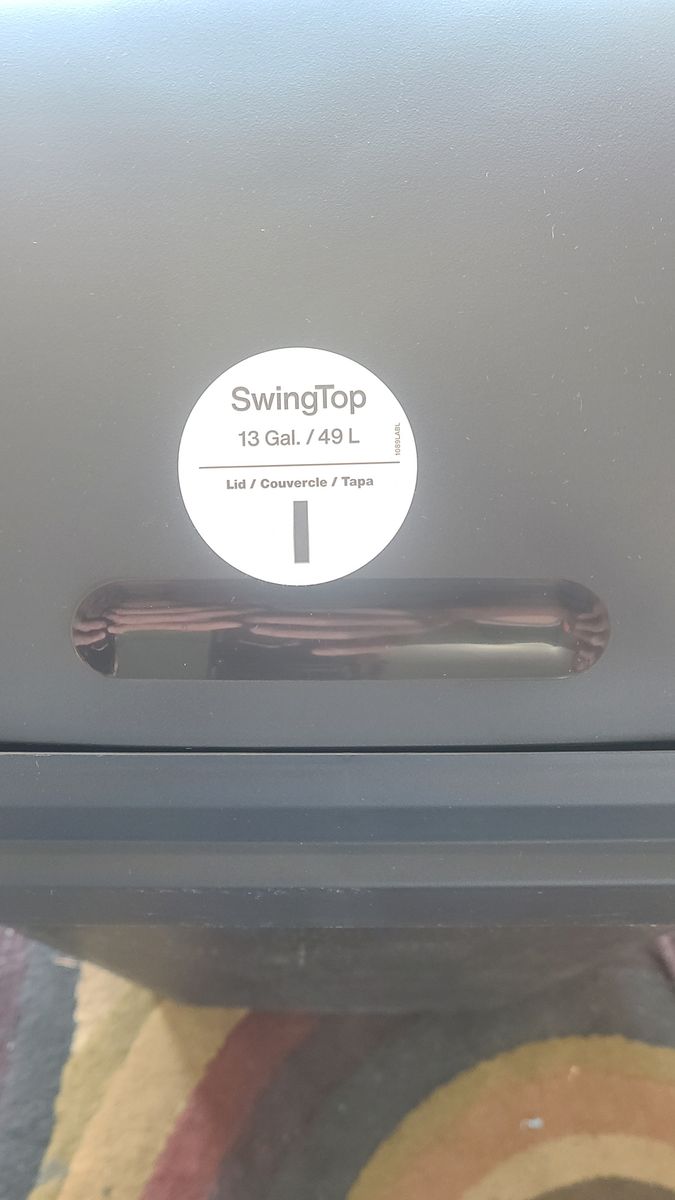 SwingTop
13 Gal. / 49 L
1089LABL
Lid / Couvercle / Tapa